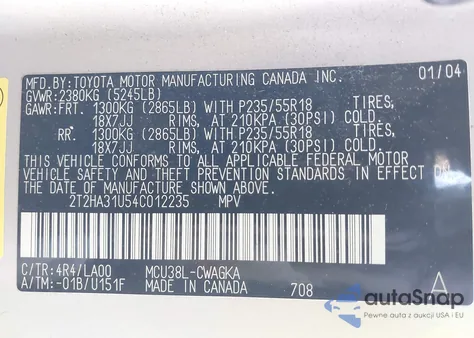 MFD.BY:TOYOTA MOTOR MANUFACTURING CANADA INC. 01/04
GVWR:2380KG (5245LB)
GAWR:FRT. 1300KG (2865LB) WITH P235/55R18 TIRES,
18X7JJ RIMS, AT 210KPA (30PSI) COLD.
RR. 1300KG (2865LB) WITH P235/55R18 TIRES,
18X7JJ RIMS, AT 210KPA (30PSI) COLD.
THIS VEHICLE CONFORMS TO ALL APPLICABLE FEDERAL MOTOR
VEHICLE SAFETY AND THEFT PREVENTION STANDARDS IN EFFECT
ON THE DATE OF MANUFACTURE SHOWN ABOVE.
2T2HA31U54C012235 MPV
C/TR: 4R4/LA00 MCU38L-CWAGKA A
A/TM: -01B/U151F MADE IN CANADA 708
autoSnap
Pewne auta z USA i EU